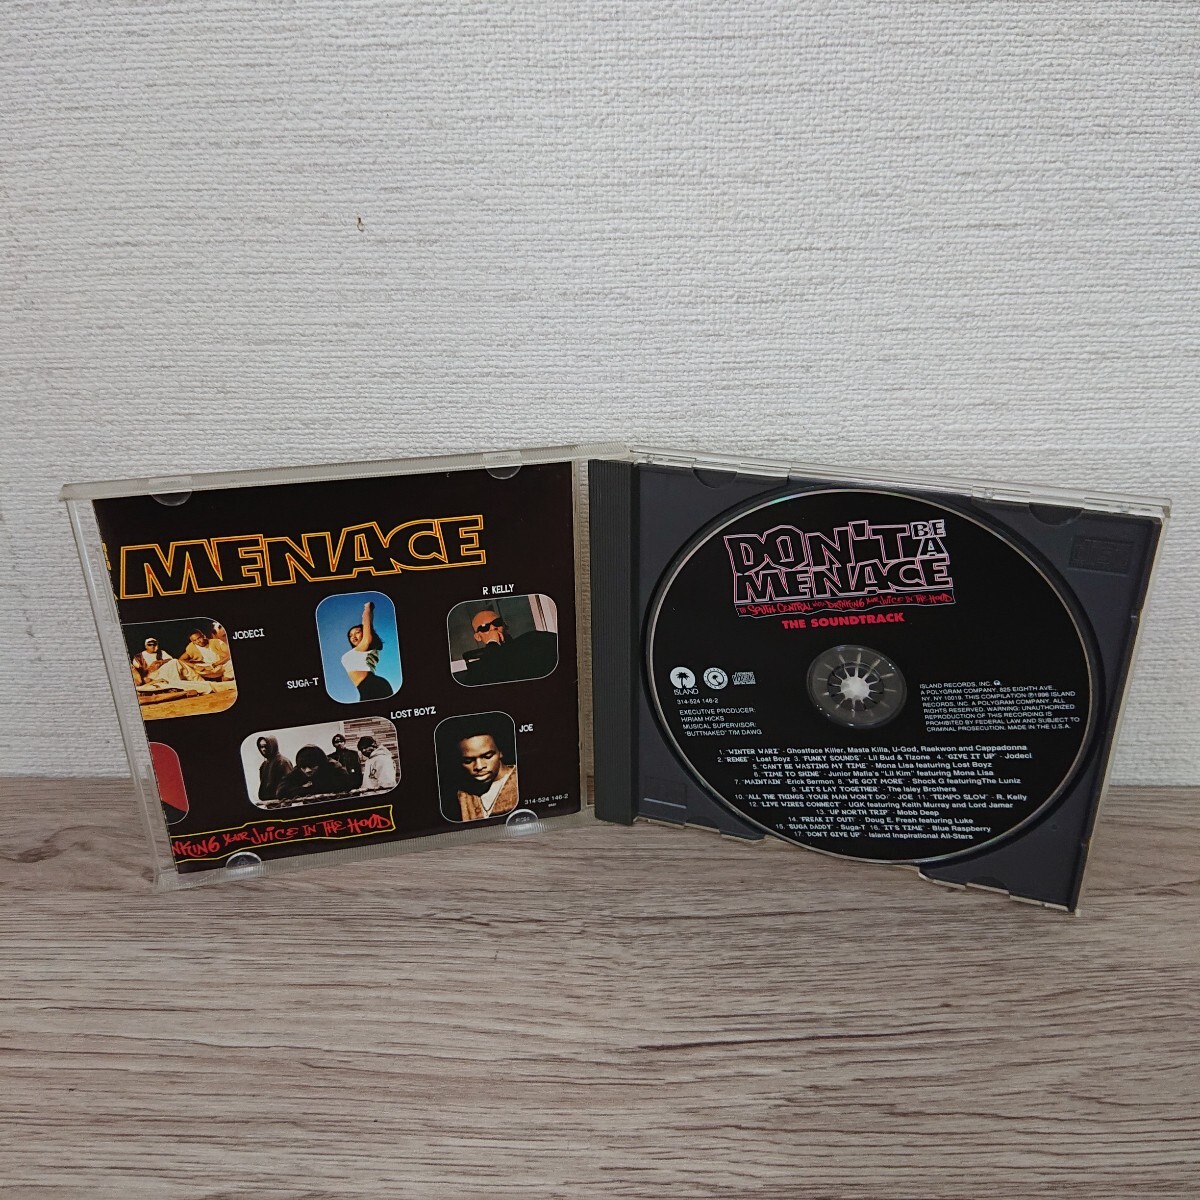 MENACE
JODECI
SUGA-T
R KELLY
LOST BOYZ
JOE
314-524 146-2
YOUR JUICE IN THE HOOD
DON'T BE A
MENACE
TO SOUTH CENTRAL WHILE DRINKING YOUR JUICE IN THE HOOD
THE SOUNDTRACK
ISLAND
314-524 146-2
EXECUTIVE PRODUCER:
HIRIAM HICKS
MUSICAL SUPERVISOR:
'BUTTNAKED' TIM DAWG
ISLAND RECORDS, INC. ℗
A POLYGRAM COMPANY, 825 EIGHTH AVE.,
NY, NY 10019. THIS COMPILATION ℗1996 ISLAND
RECORDS, INC. A POLYGRAM COMPANY. ALL
RIGHTS RESERVED. WARNING: UNAUTHORIZED
REPRODUCTION OF THIS RECORDING IS
PROHIBITED BY FEDERAL LAW AND SUBJECT TO
CRIMINAL PROSECUTION. MADE IN THE U.S.A.
1. "WINTER WARZ" - Ghostface Killer, Masta Killa, U-God, Raekwon and Cappadonna
2. "RENEE" - Lost Boyz 3. "FUNKY SOUNDS" - Lil Bud & Tizone 4. "GIVE IT UP" - Jodeci
5. "CAN'T BE WASTING MY TIME" - Mona Lisa featuring Lost Boyz
6. "TIME TO SHINE" - Junior Mafia's "Lil Kim" featuring Mona Lisa
7. "MAINTAIN" - Erick Sermon 8. "WE GOT MORE" - Shock G featuringThe Luniz
9. "LET'S LAY TOGETHER" - The Isley Brothers
10. "ALL THE THINGS (YOUR MAN WON'T DO)" - JOE 11. "TEMPO SLOW" - R. Kelly
12. "LIVE WIRES CONNECT" - UGK featuring Keith Murray and Lord Jamar
13. "UP NORTH TRIP" - Mobb Deep
14. "FREAK IT OUT!" - Doug E. Fresh featuring Luke
15. "SUGA DADDY" - Suga-T 16. "IT'S TIME" - Blue Raspberry
17. "DON'T GIVE UP" - Island Inspirational All-Stars